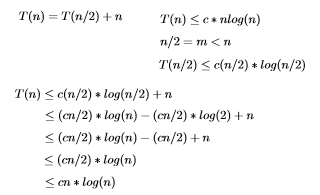 T(n) = T(n/2) + n
T(n) ≤ c * nlog(n)
n/2 = m < n
T(n/2) ≤ c(n/2) * log(n/2)
T(n) ≤ c(n/2) * log(n/2) + n
≤ (cn/2) * log(n) − (cn/2) * log(2) + n
≤ (cn/2) * log(n) − (cn/2) + n
≤ (cn/2) * log(n)
≤ cn * log(n)